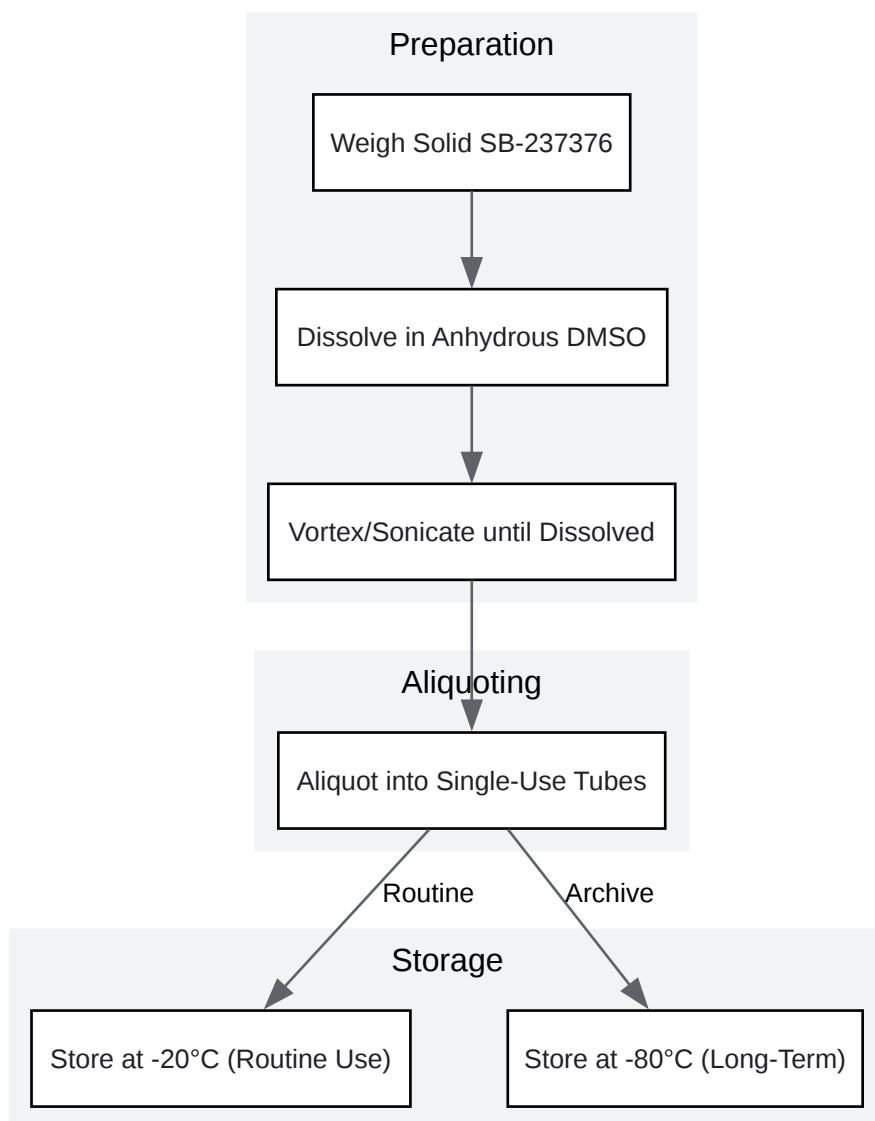 Preparation
Weigh Solid SB-237376
Dissolve in Anhydrous DMSO
Vortex/Sonicate until Dissolved
Aliquoting
Aliquot into Single-Use Tubes
Routine
Archive
Storage
Store at -20°C (Routine Use)
Store at -80°C (Long-Term)